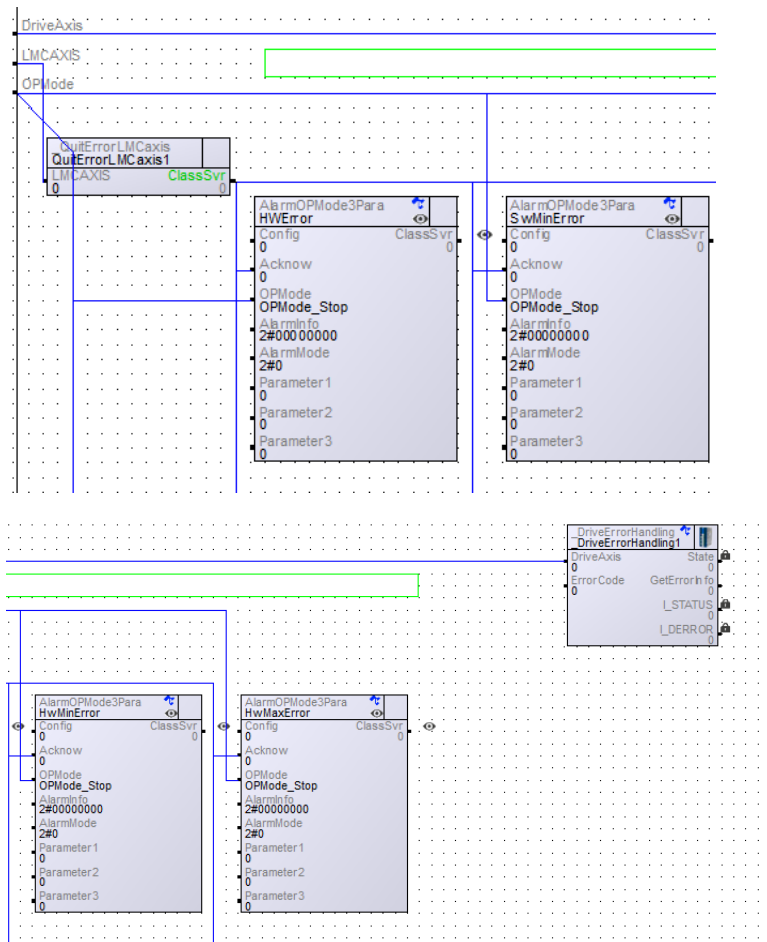 DriveAxis
LMCAXIS
OPMode
_QuitErrorLMCaxis
QuitErrorLMCaxis1
LMCAXIS ClassSvr
0 0
AlarmOPMode3Para
HWError
Config ClassSvr
0 0
Acknow
0
OPMode
OPMode_Stop
AlarmInfo
2#00000000
AlarmMode
2#0
Parameter1
0
Parameter2
0
Parameter3
0
AlarmOPMode3Para
SwMinError
Config ClassSvr
0 0
Acknow
0
OPMode
OPMode_Stop
AlarmInfo
2#00000000
AlarmMode
2#0
Parameter1
0
Parameter2
0
Parameter3
0
_DriveErrorHandling
_DriveErrorHandling1
DriveAxis State
0 0
ErrorCode GetErrorInfo
0 0
I_STATUS
0
I_DERROR
0
AlarmOPMode3Para
HwMinError
Config ClassSvr
0 0
Acknow
0
OPMode
OPMode_Stop
AlarmInfo
2#00000000
AlarmMode
2#0
Parameter1
0
Parameter2
0
Parameter3
0
AlarmOPMode3Para
HwMaxError
Config ClassSvr
0 0
Acknow
0
OPMode
OPMode_Stop
AlarmInfo
2#00000000
AlarmMode
2#0
Parameter1
0
Parameter2
0
Parameter3
0